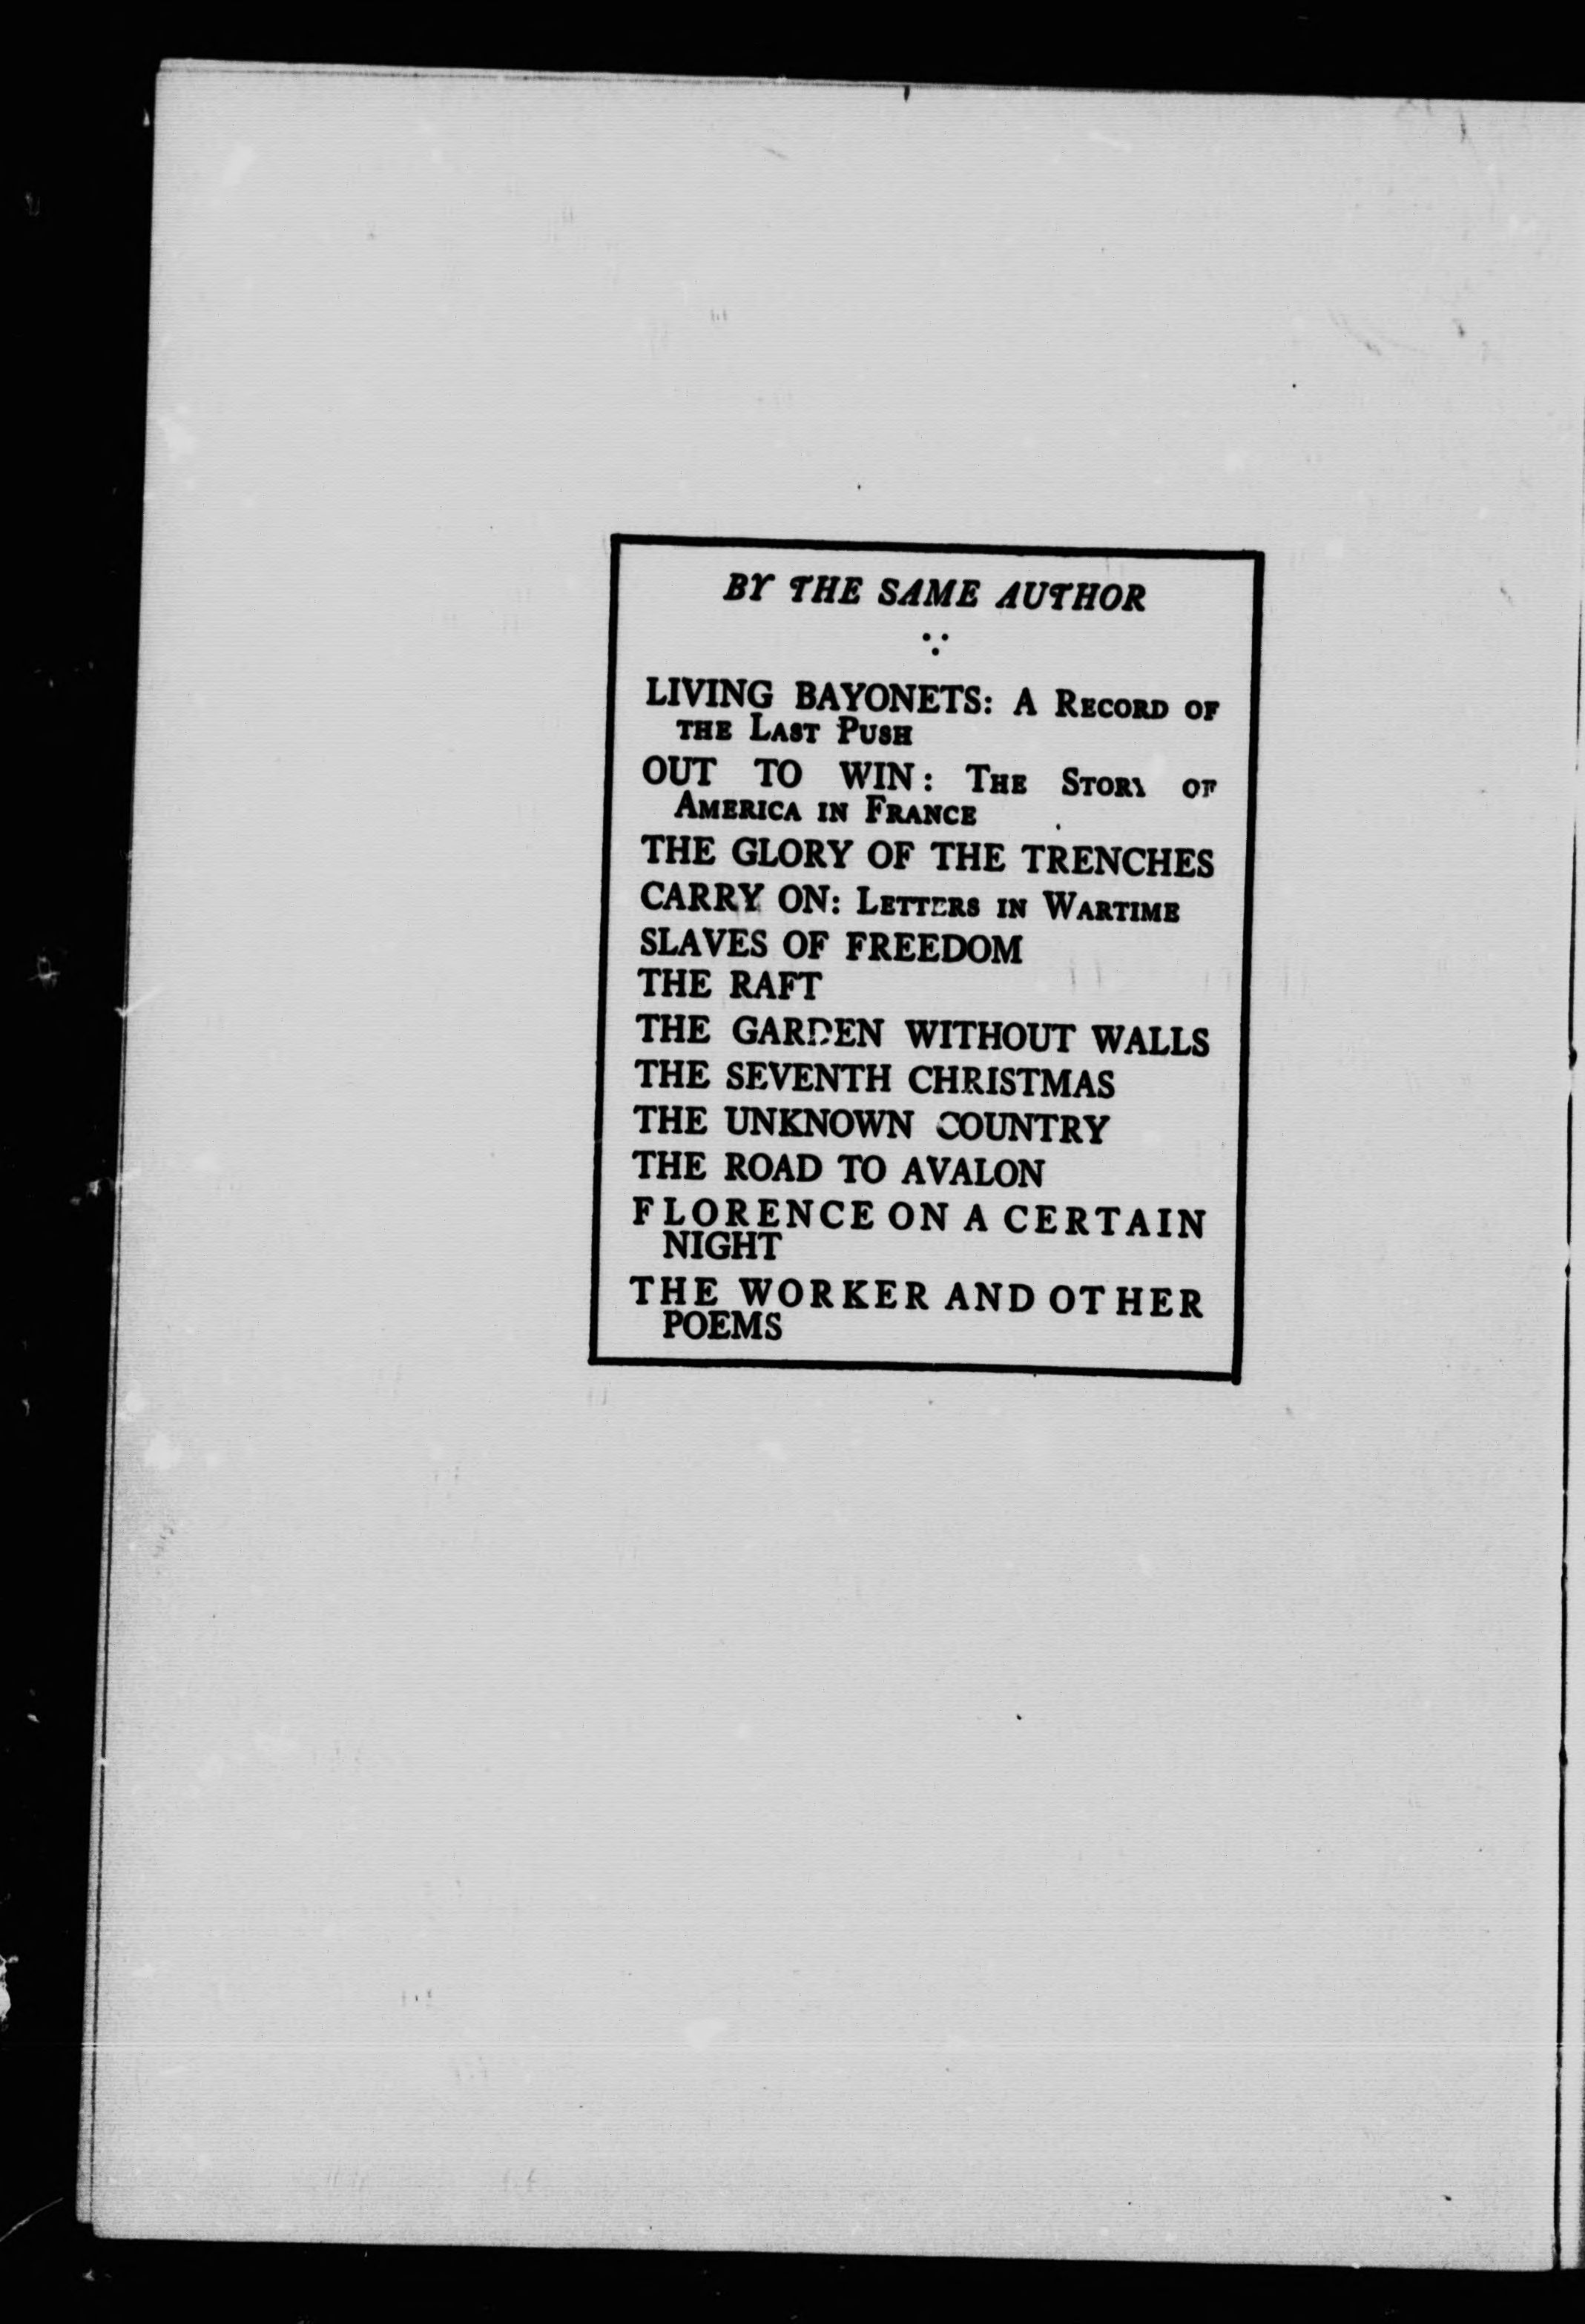 BY THE SAME AUTHOR
LIVING BAYONETS: A RECORD OF
THE LAST PUSH
OUT TO WIN: THE STORY OF
AMERICA IN FRANCE
THE GLORY OF THE TRENCHES
CARRY ON: LETTERS IN WARTIME
SLAVES OF FREEDOM
THE RAFT
THE GARDEN WITHOUT WALLS
THE SEVENTH CHRISTMAS
THE UNKNOWN COUNTRY
THE ROAD TO AVALON
FLORENCE ON A CERTAIN
NIGHT
THE WORKER AND OTHER
POEMS